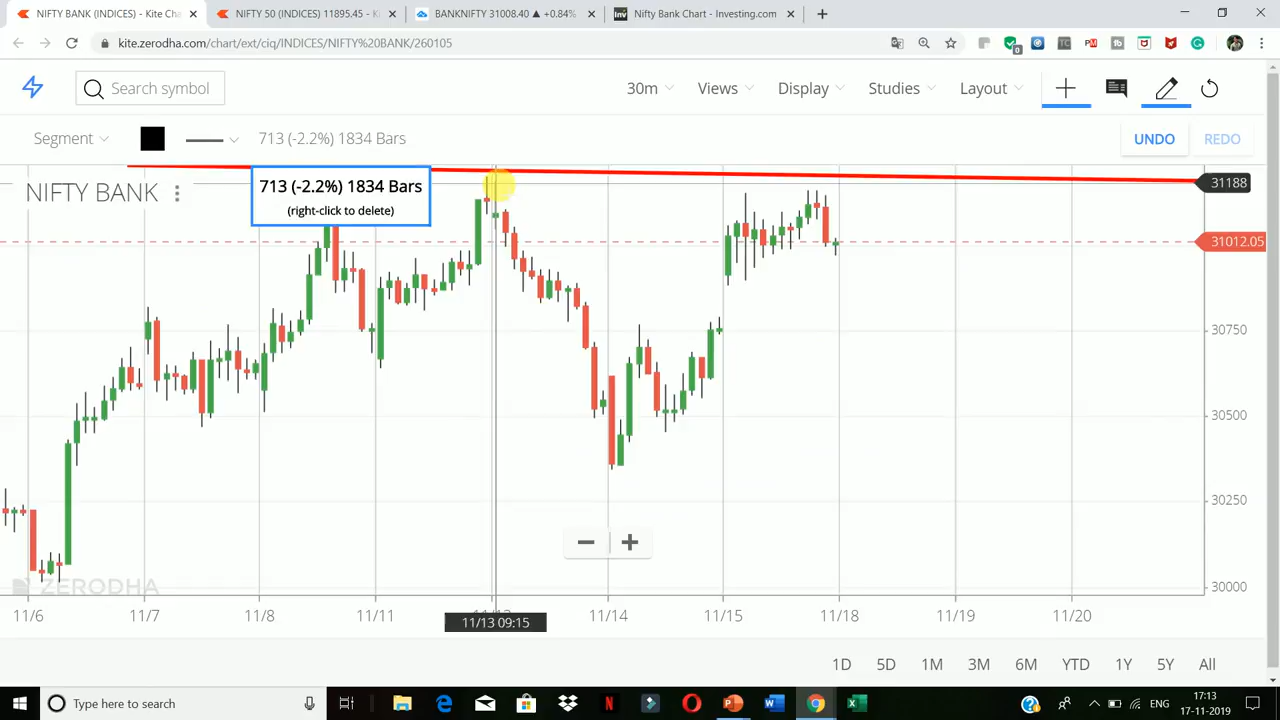 NIFTY BANK (INDICES) - Kite Cha
NIFTY 50 (INDICES) 11895.45 - Ki
BANKNIFTY 31008.40 ▲ +0.84%
Nifty Bank Chart - Investing.com
kite.zerodha.com/chart/ext/ciq/INDICES/NIFTY%20BANK/260105
Search symbol
30m
Views
Display
Studies
Layout
Segment
713 (-2.2%) 1834 Bars
UNDO
REDO
NIFTY BANK
713 (-2.2%) 1834 Bars
(right-click to delete)
31188
31012.05
30750
30500
30250
30000
ZERODHA
11/6
11/7
11/8
11/11
11/13 09:15
11/14
11/15
11/18
11/19
11/20
1D
5D
1M
3M
6M
YTD
1Y
5Y
All
Type here to search
ENG
17:13
17-11-2019